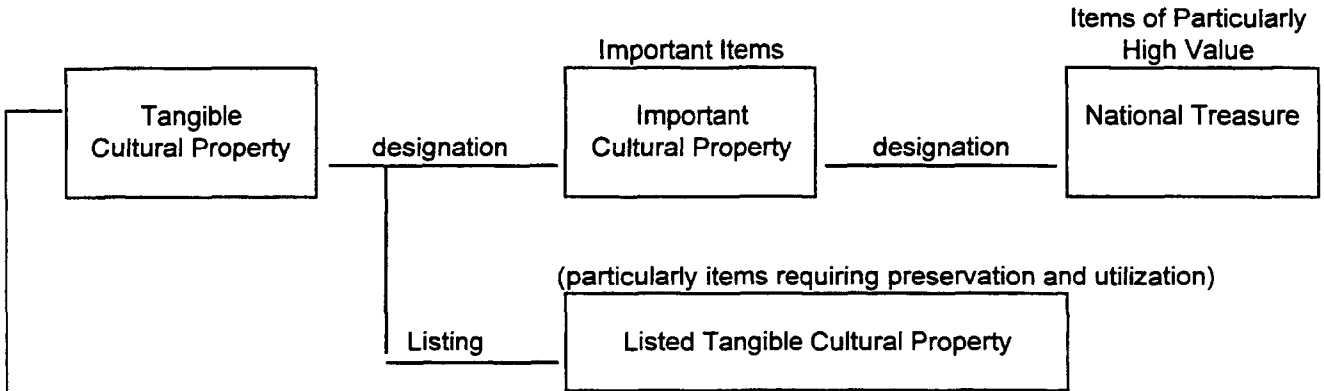 Items of Particularly
High Value
Important Items
Tangible
Cultural Property
designation
Important
Cultural Property
designation
National Treasure
(particularly items requiring preservation and utilization)
Listing
Listed Tangible Cultural Property